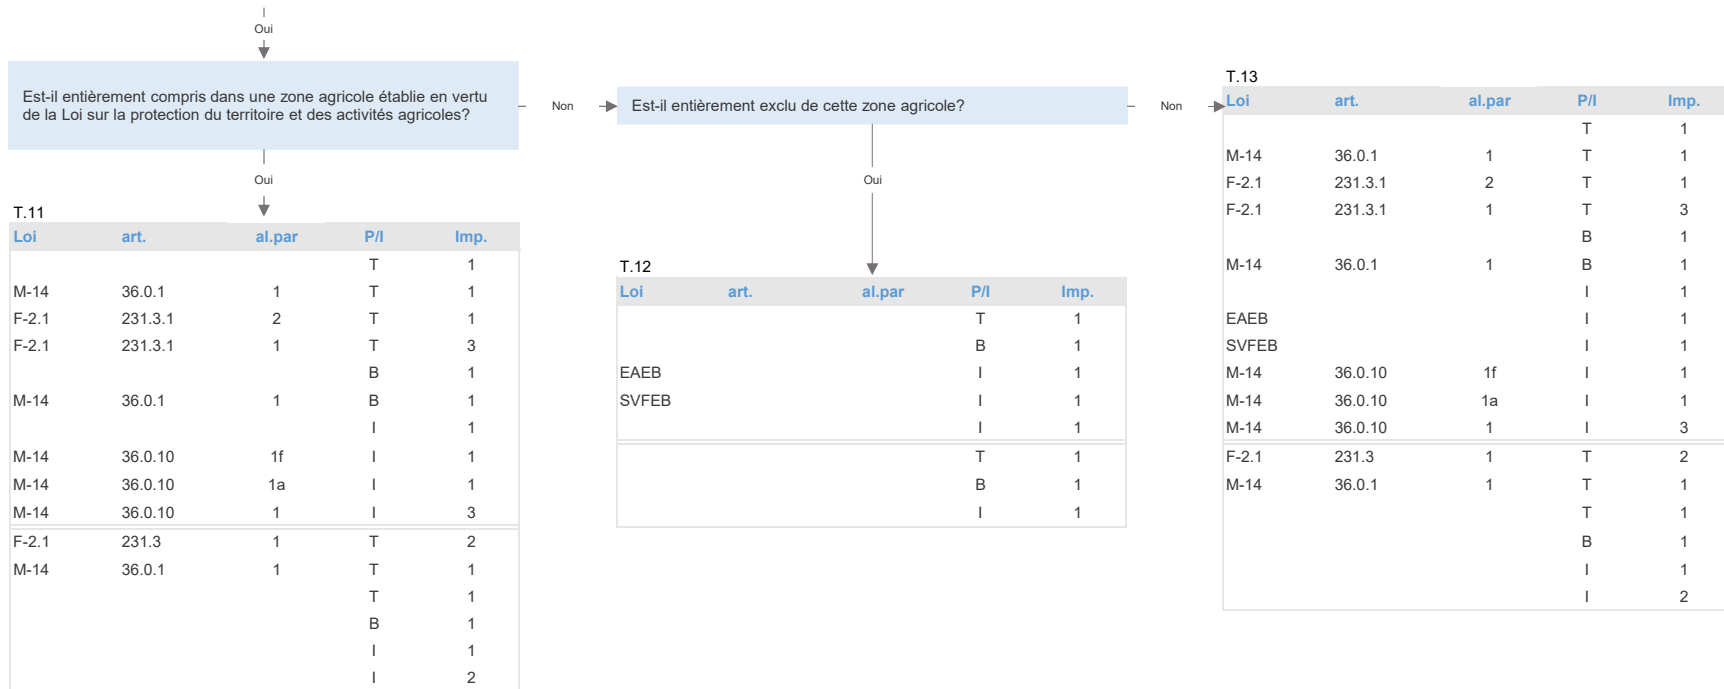 Oui
Est-il entièrement compris dans une zone agricole établie en vertu
de la Loi sur la protection du territoire et des activités agricoles?
Non
Est-il entièrement exclu de cette zone agricole?
Non
Oui
Oui
T.11
Loi art. al.par P/I Imp.
T 1
M-14 36.0.1 1 T 1
F-2.1 231.3.1 2 T 1
F-2.1 231.3.1 1 T 3
B 1
M-14 36.0.1 1 B 1
I 1
M-14 36.0.10 1f I 1
M-14 36.0.10 1a I 1
M-14 36.0.10 1 I 3
F-2.1 231.3 1 T 2
M-14 36.0.1 1 T 1
T 1
B 1
I 1
I 2
T.12
Loi art. al.par P/I Imp.
T 1
B 1
EAEB I 1
SVFEB I 1
I 1
T 1
B 1
I 1
T.13
Loi art. al.par P/I Imp.
T 1
M-14 36.0.1 1 T 1
F-2.1 231.3.1 2 T 1
F-2.1 231.3.1 1 T 3
B 1
M-14 36.0.1 1 B 1
I 1
EAEB I 1
SVFEB I 1
M-14 36.0.10 1f I 1
M-14 36.0.10 1a I 1
M-14 36.0.10 1 I 3
F-2.1 231.3 1 T 2
M-14 36.0.1 1 T 1
T 1
B 1
I 1
I 2